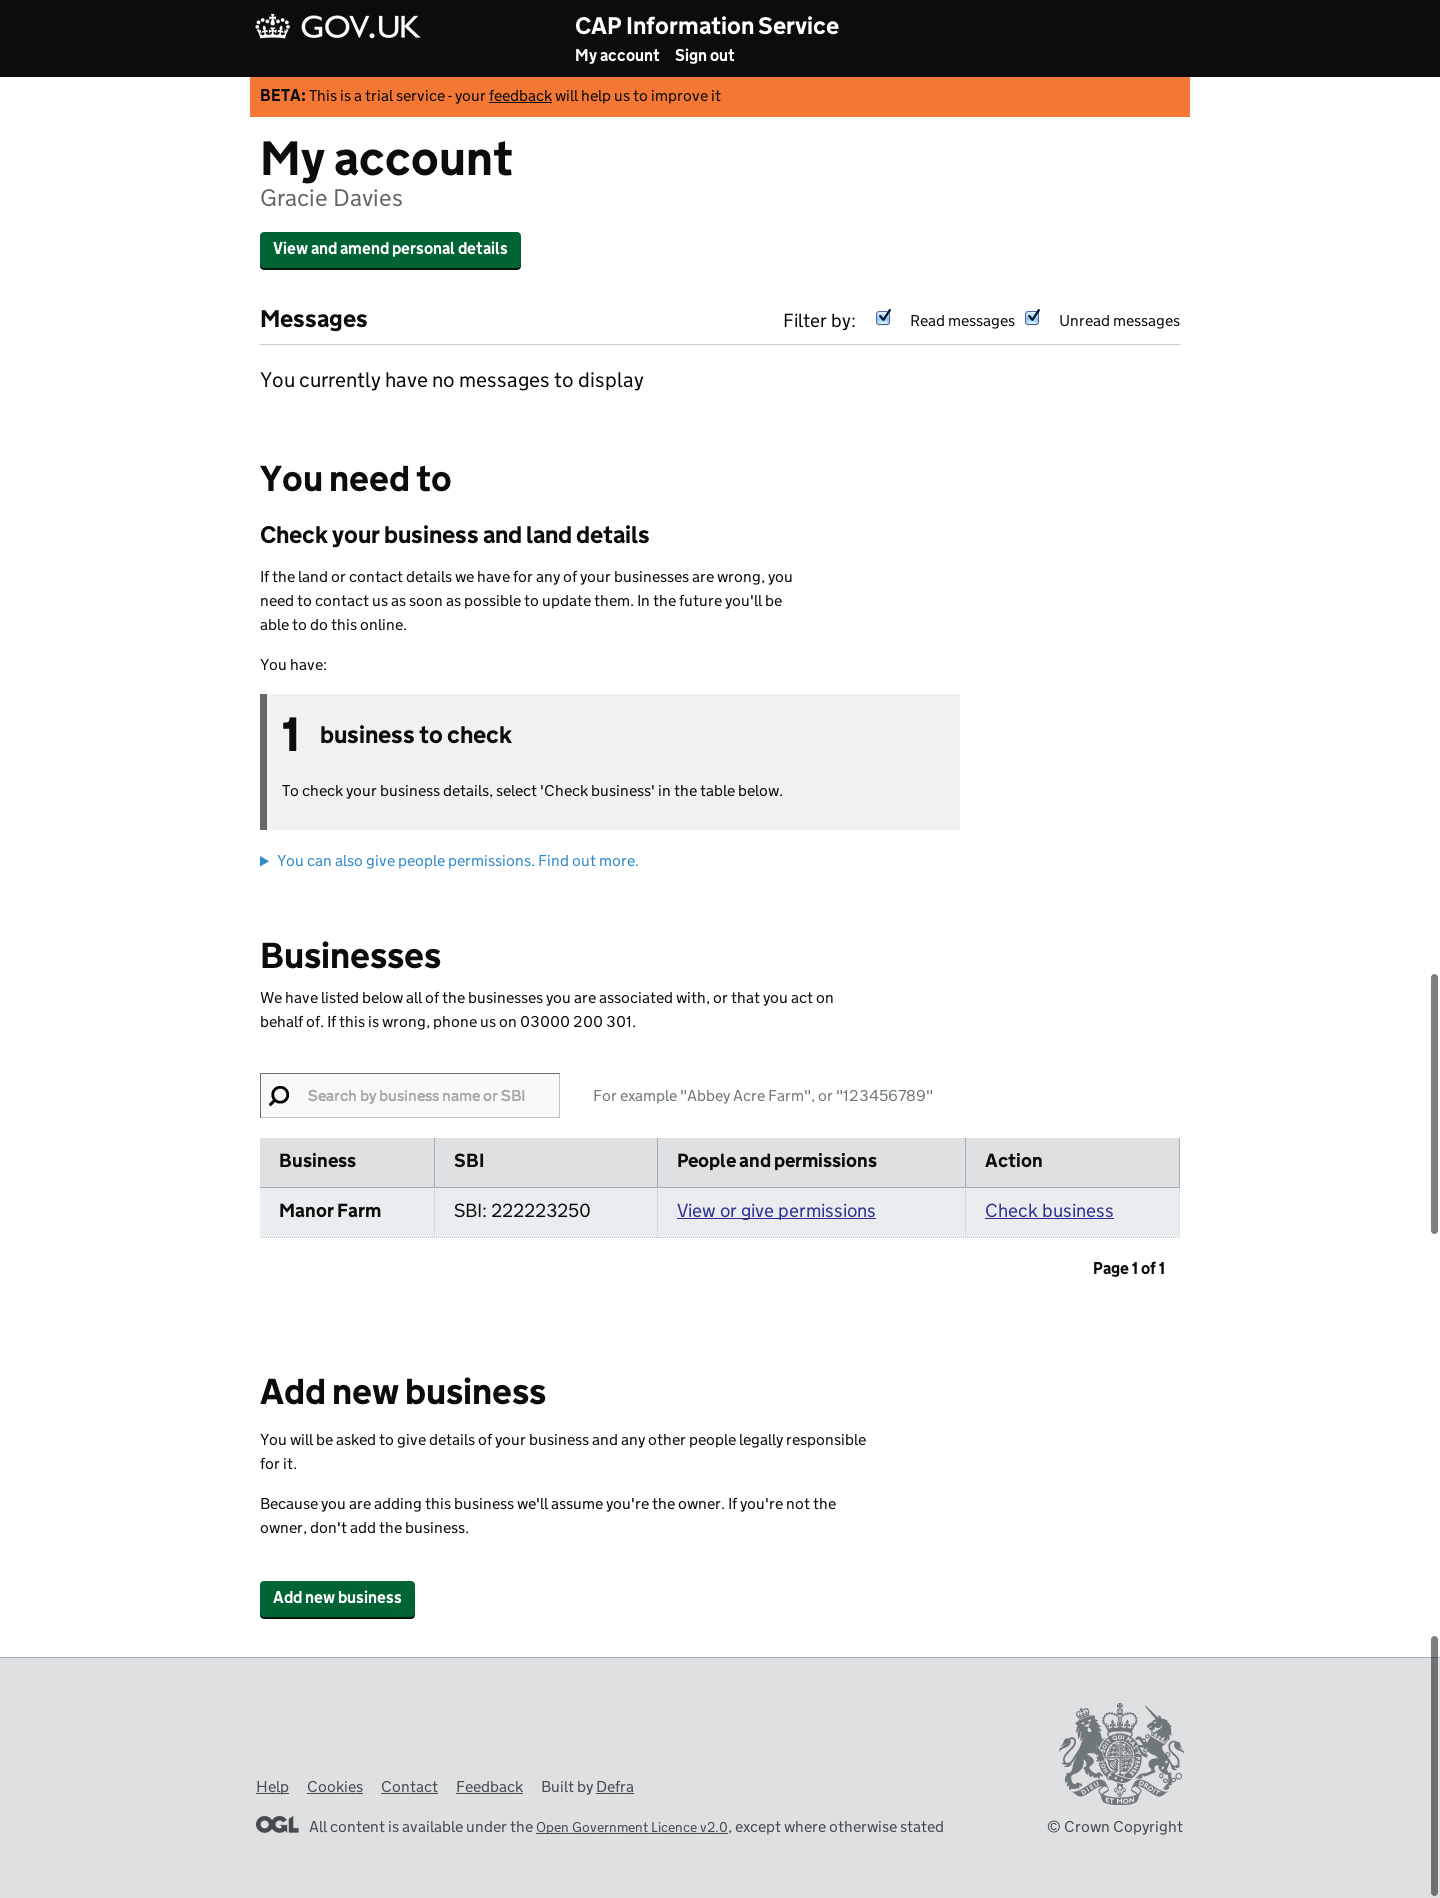 GOV.UK
CAP Information Service
My account Sign out
BETA: This is a trial service - your feedback will help us to improve it
My account
Gracie Davies
View and amend personal details
Messages
Filter by: Read messages Unread messages
You currently have no messages to display
You need to
Check your business and land details
If the land or contact details we have for any of your businesses are wrong, you
need to contact us as soon as possible to update them. In the future you'll be
able to do this online.
You have:
1 business to check
To check your business details, select 'Check business' in the table below.
You can also give people permissions. Find out more.
Businesses
We have listed below all of the businesses you are associated with, or that you act on
behalf of. If this is wrong, phone us on 03000 200 301.
Search by business name or SBI For example "Abbey Acre Farm", or "123456789"
Business SBI People and permissions Action
Manor Farm SBI: 222223250 View or give permissions Check business
Page 1 of 1
Add new business
You will be asked to give details of your business and any other people legally responsible
for it.
Because you are adding this business we'll assume you're the owner. If you're not the
owner, don't add the business.
Add new business
Help Cookies Contact Feedback Built by Defra
OGL All content is available under the Open Government Licence v2.0, except where otherwise stated
© Crown Copyright